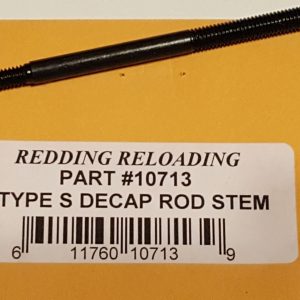 REDDING RELOADING
PART #10713
TYPE S DECAP ROD STEM
6 11760 10713 9